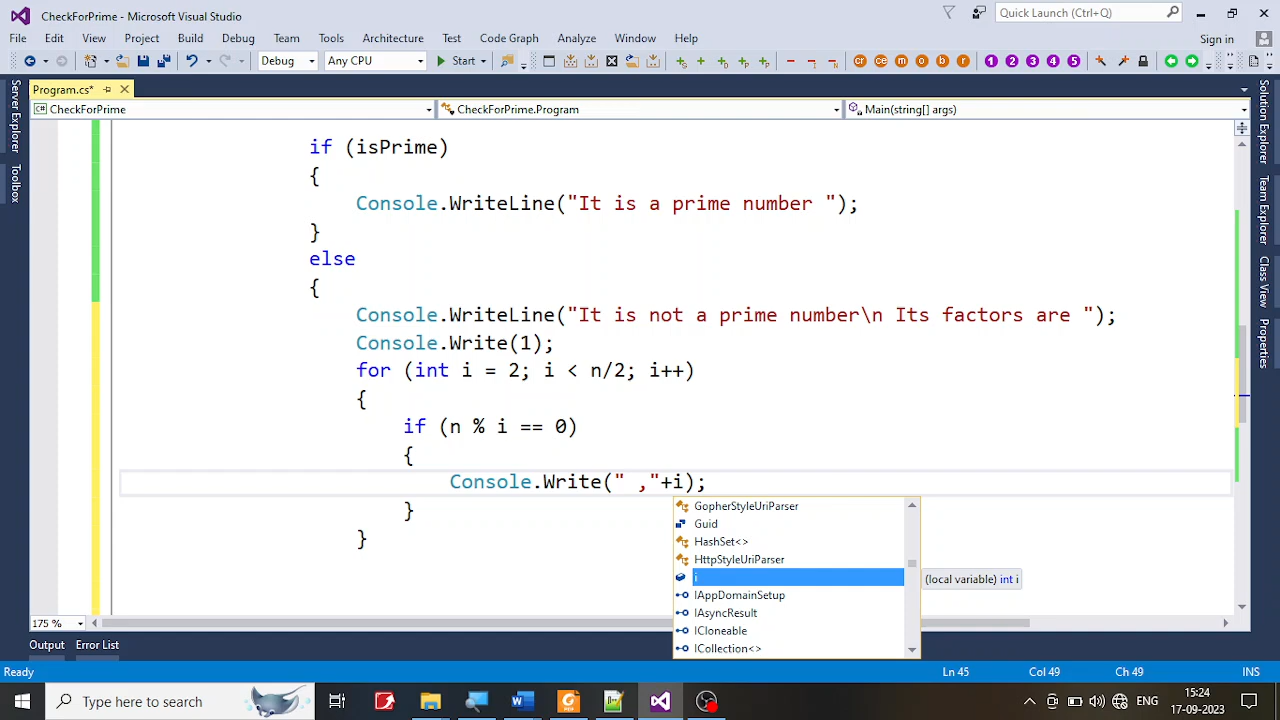 CheckForPrime - Microsoft Visual Studio
Quick Launch (Ctrl+Q)
File Edit View Project Build Debug Team Tools Architecture Test Code Graph Analyze Window Help
Sign in
Debug Any CPU Start
Program.cs*
CheckForPrime CheckForPrime.Program Main(string[] args)
Server Explorer
Toolbox
Solution Explorer
Team Explorer
Class View
Properties
if (isPrime)
{
Console.WriteLine("It is a prime number ");
}
else
{
Console.WriteLine("It is not a prime number\n Its factors are ");
Console.Write(1);
for (int i = 2; i < n/2; i++)
{
if (n % i == 0)
{
Console.Write(" ,"+i);
}
}
GopherStyleUriParser
Guid
HashSet<>
HttpStyleUriParser
i
(local variable) int i
IAppDomainSetup
IAsyncResult
ICloneable
ICollection<>
175 %
Output Error List
Ready Ln 45 Col 49 Ch 49 INS
Type here to search
ENG
15:24
17-09-2023